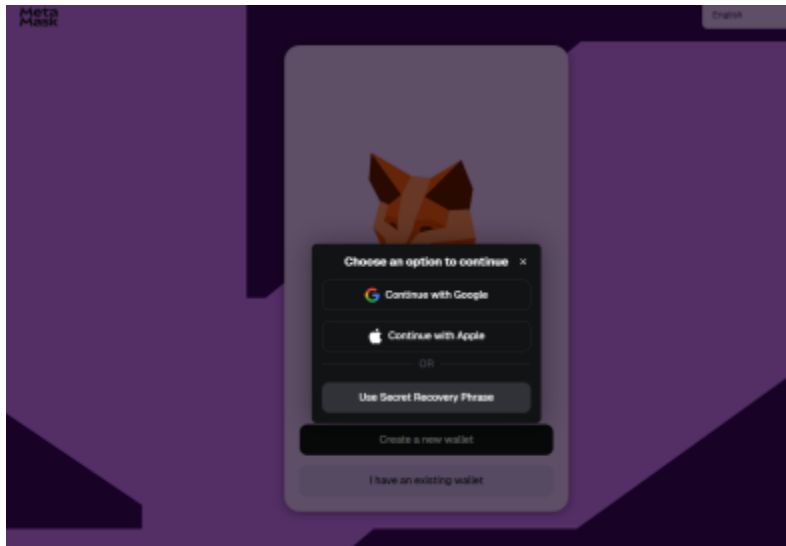 Meta
Mask
English
Choose an option to continue ×
Continue with Google
Continue with Apple
OR
Use Secret Recovery Phrase
Create a new wallet
I have an existing wallet